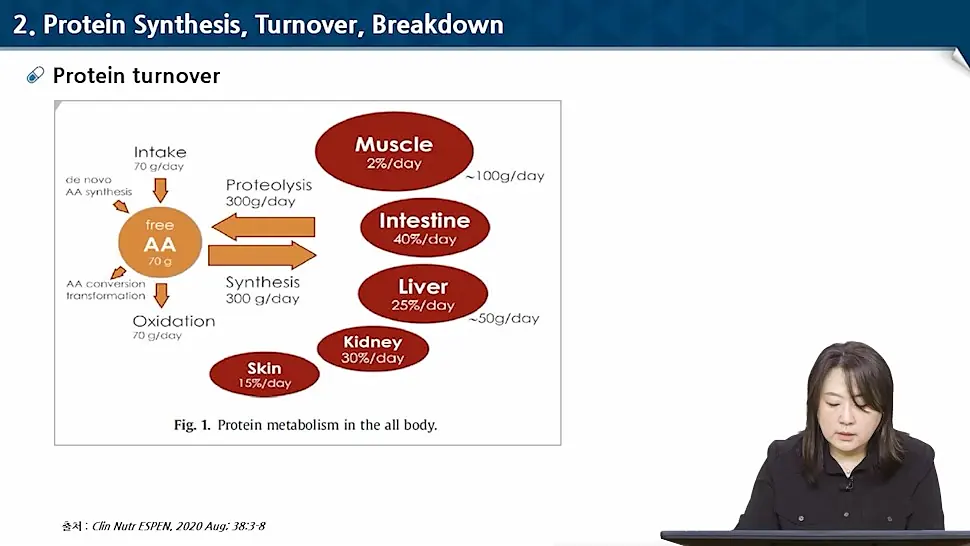 2. Protein Synthesis, Turnover, Breakdown
Protein turnover
Intake
70 g/day
de novo
AA synthesis
free
AA
70 g
AA conversion
transformation
Oxidation
70 g/day
Proteolysis
300g/day
Synthesis
300 g/day
Muscle
2%/day
~100g/day
Intestine
40%/day
Liver
25%/day
~50g/day
Kidney
30%/day
Skin
15%/day
Fig. 1. Protein metabolism in the all body.
출처 : Clin Nutr ESPEN, 2020 Aug; 38:3-8